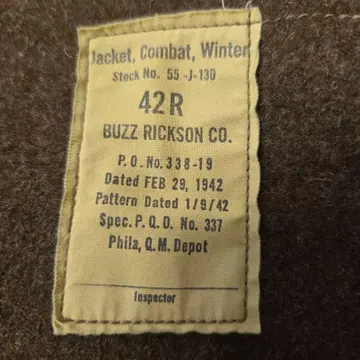 Jacket, Combat, Winter
Stock No. 55-J-130
42R
BUZZ RICKSON CO.
P.O. No. 338-19
Dated FEB 29, 1942
Pattern Dated 1/9/42
Spec. P.Q.D. No. 337
Phila, Q.M. Depot
Inspector